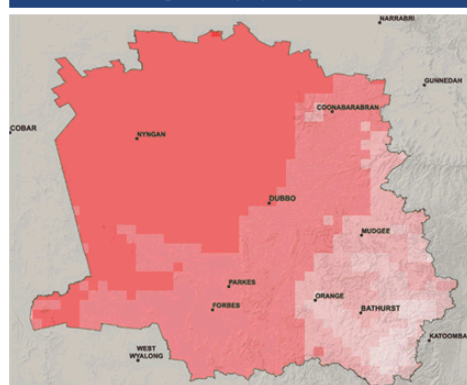 NARRABRI
GUNNEDAH
COONABARABRAN
COBAR
NYNGAN
DUBBO
MUDGEE
PARKES
ORANGE
FORBES
BATHURST
KATOOMBA
WEST
WYALONG